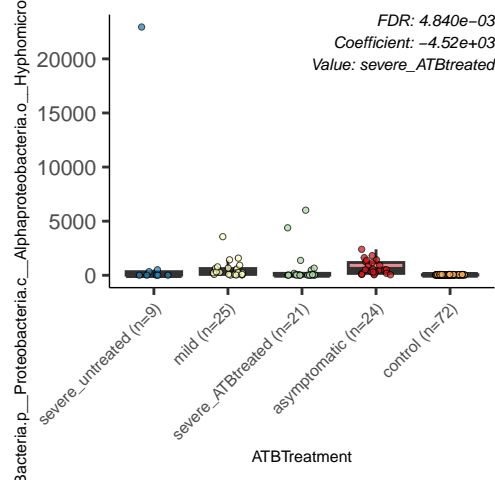 FDR: 4.840e−03
Coefficient: −4.52e+03
Value: severe_ATBtreated
Bacteria.p__Proteobacteria.c__Alphaproteobacteria.o__Hyphomicro
20000
15000
10000
5000
0
severe_untreated (n=9)
mild (n=25)
severe_ATBtreated (n=21)
asymptomatic (n=24)
control (n=72)
ATBTreatment